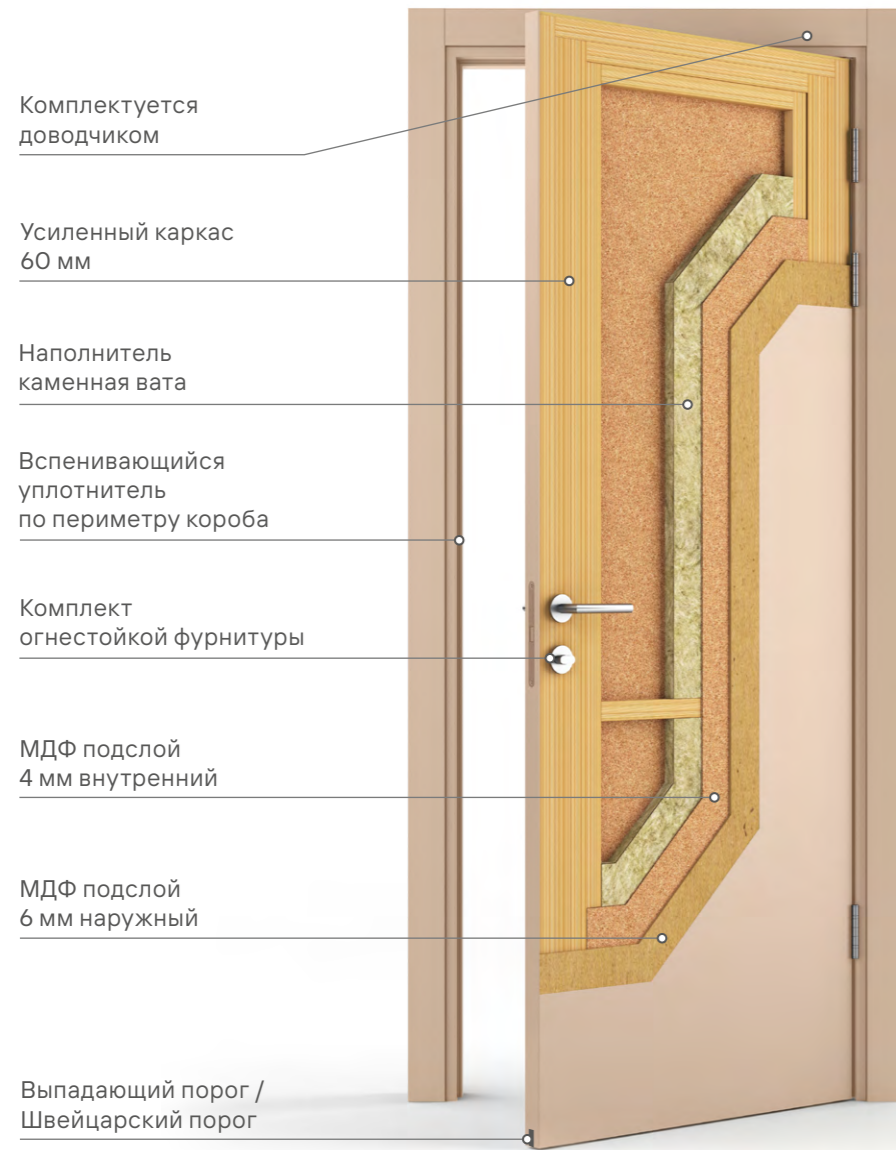 Комплектуется
доводчиком
Усиленный каркас
60 мм
Наполнитель
каменная вата
Вспенивающийся
уплотнитель
по периметру короба
Комплект
огнестойкой фурнитуры
МДФ подслой
4 мм внутренний
МДФ подслой
6 мм наружный
Выпадающий порог /
Швейцарский порог